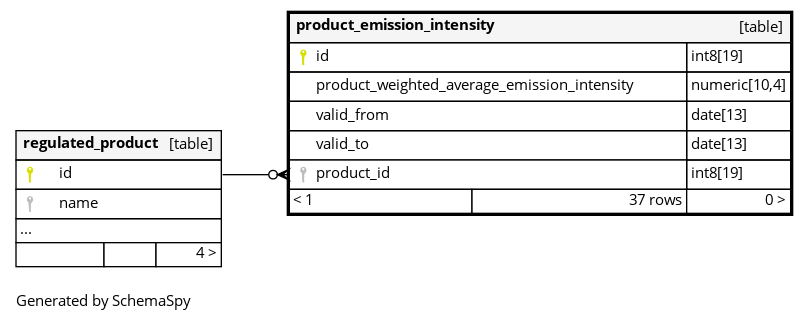 product_emission_intensity [table]
id int8[19]
product_weighted_average_emission_intensity numeric[10,4]
valid_from date[13]
valid_to date[13]
product_id int8[19]
< 1 37 rows 0 >
regulated_product [table]
id
name
...
4 >
Generated by SchemaSpy